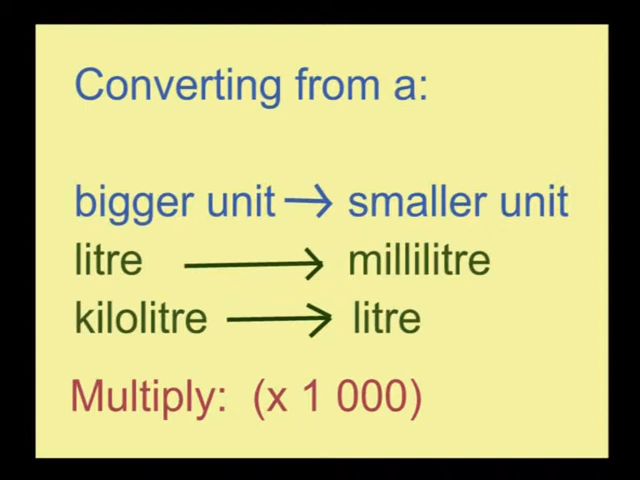 Converting from a:
bigger unit → smaller unit
litre → millilitre
kilolitre → litre
Multiply: (x 1 000)